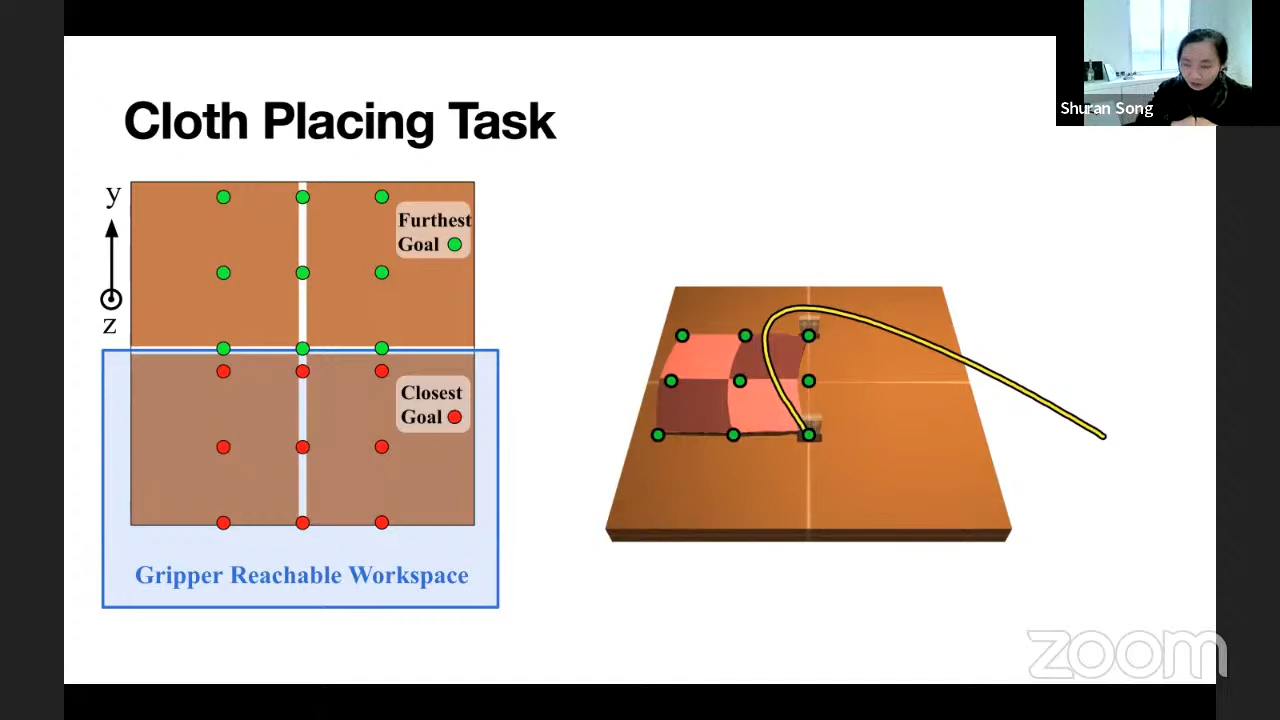 Shuran Song
Cloth Placing Task
y
z
Furthest
Goal
Closest
Goal
Gripper Reachable Workspace
zoom